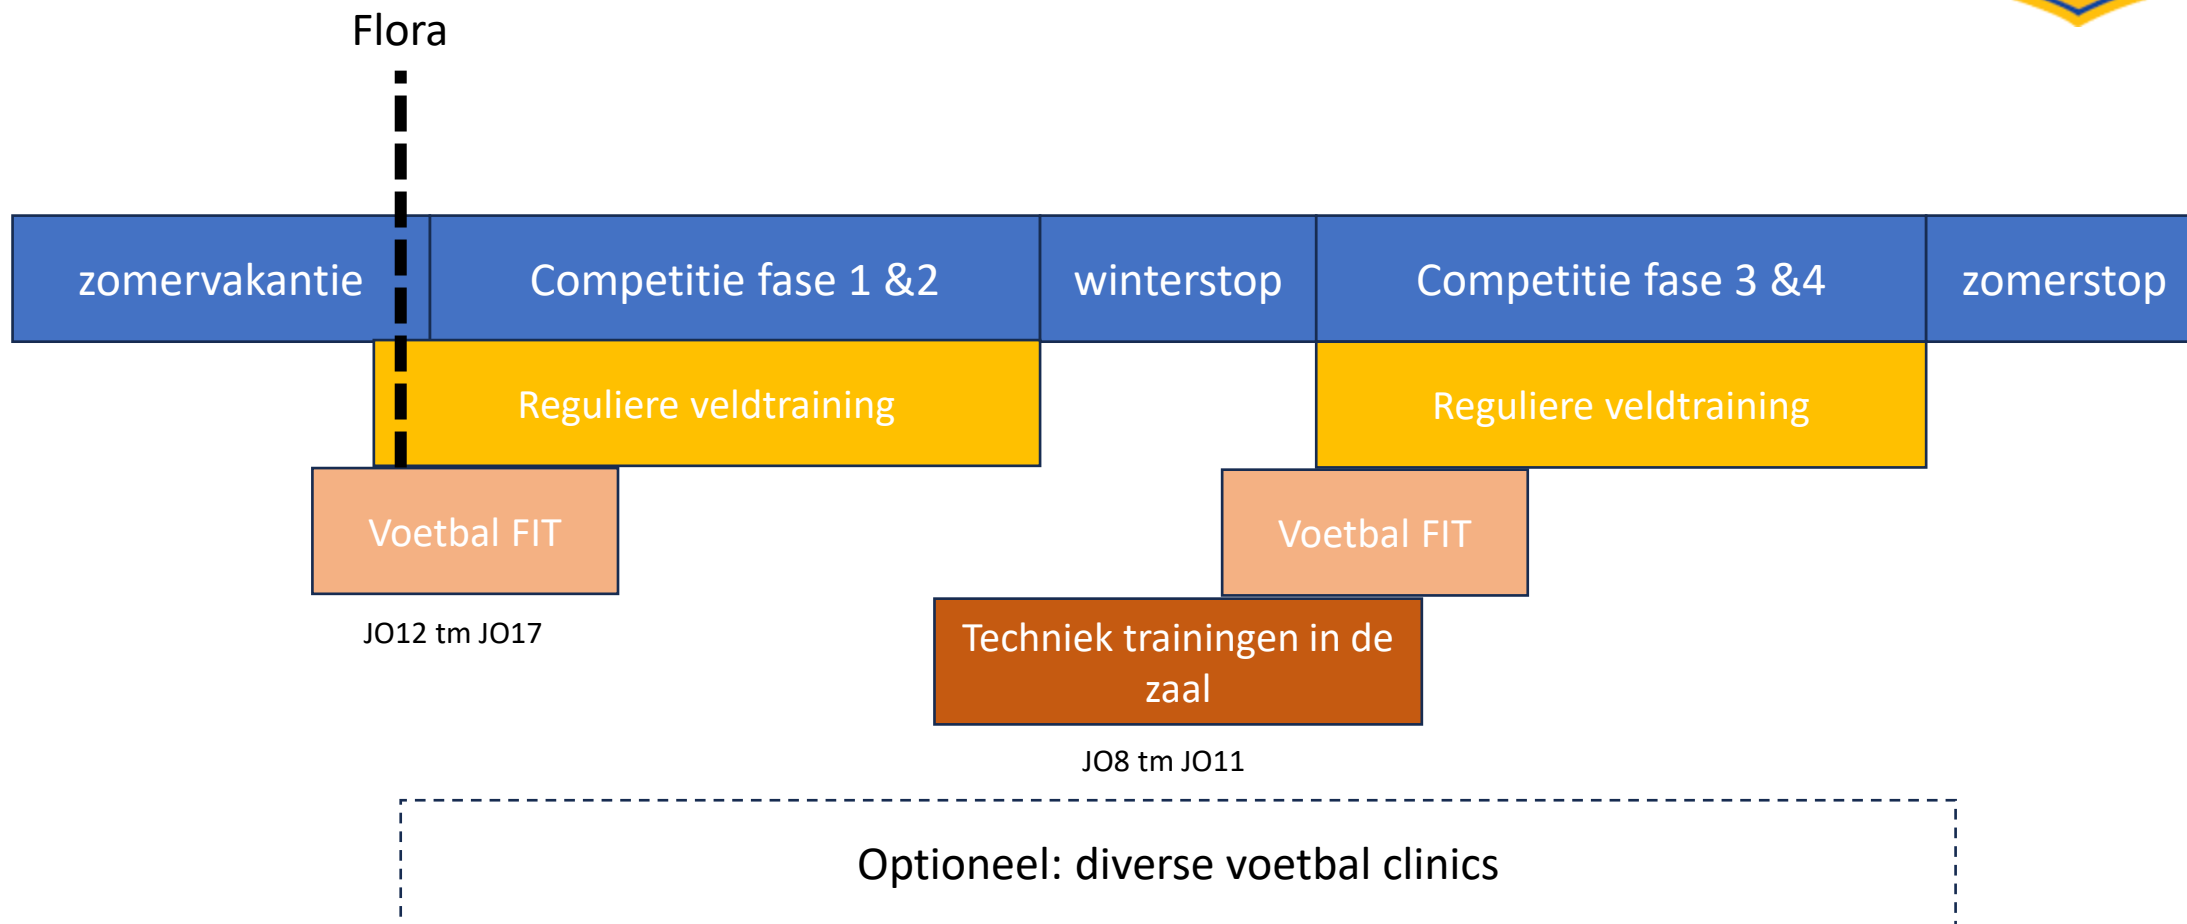 Flora
zomervakantie
Competitie fase 1 &2
winterstop
Competitie fase 3 &4
zomerstop
Reguliere veldtraining
Reguliere veldtraining
Voetbal FIT
Voetbal FIT
JO12 tm JO17
Techniek trainingen in de
zaal
JO8 tm JO11
Optioneel: diverse voetbal clinics